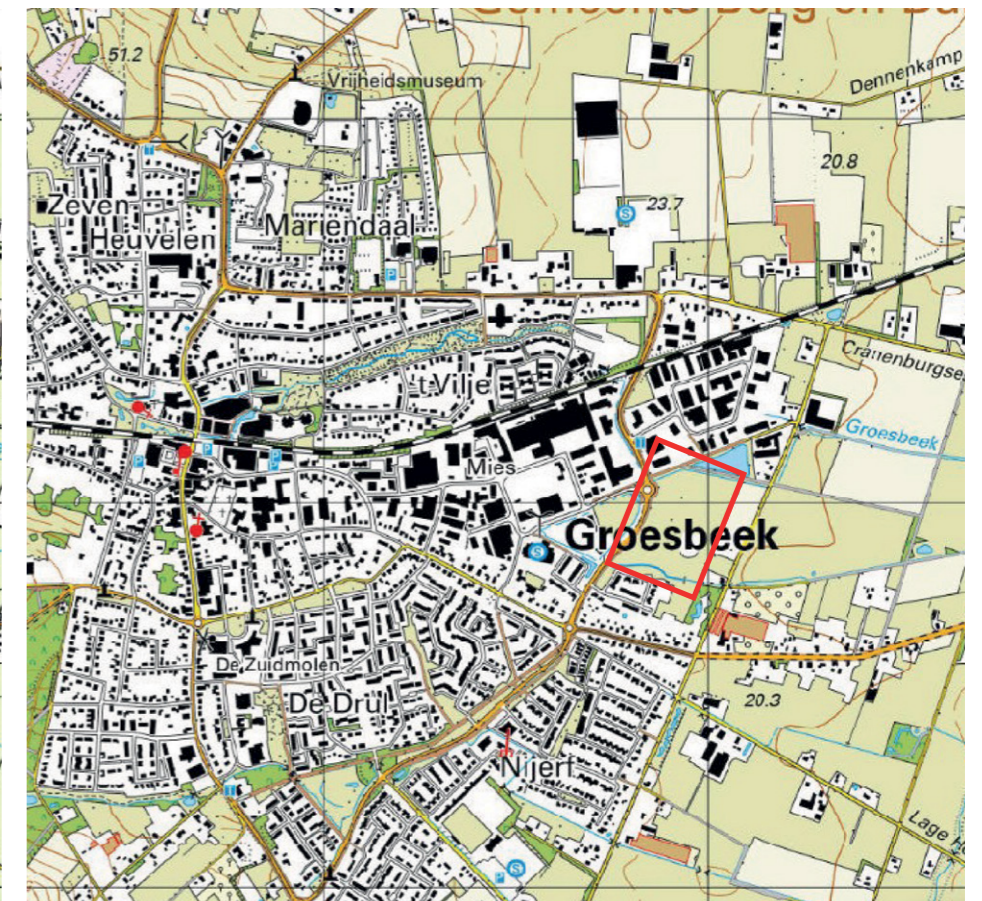 51.2
Vrijheidsmuseum
Dennenkamp
20.8
Zeven
Heuvelen
Mariendaal
23.7
S
P
't Vilje
Cranenburgse
Groesbeek
Mies
P
P
P
Groesbeek
S
De Zuidmolen
De Drul
20.3
Nijerf
Lage
P
S